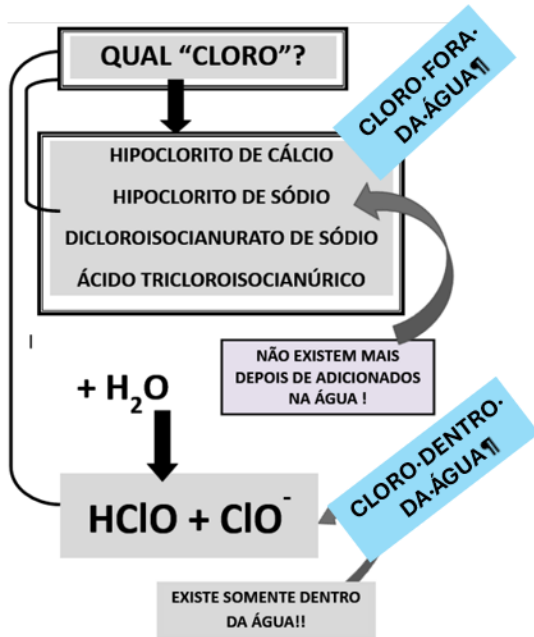 QUAL “CLORO”?
CLORO·FORA·
DA·ÁGUA¶
HIPOCLORITO DE CÁLCIO
HIPOCLORITO DE SÓDIO
DICLOROISOCIANURATO DE SÓDIO
ÁCIDO TRICLOROISOCIANÚRICO
NÃO EXISTEM MAIS
DEPOIS DE ADICIONADOS
NA ÁGUA !
+ H₂O
CLORO·DENTRO·
DA·ÁGUA¶
HClO + ClO⁻
EXISTE SOMENTE DENTRO
DA ÁGUA!!